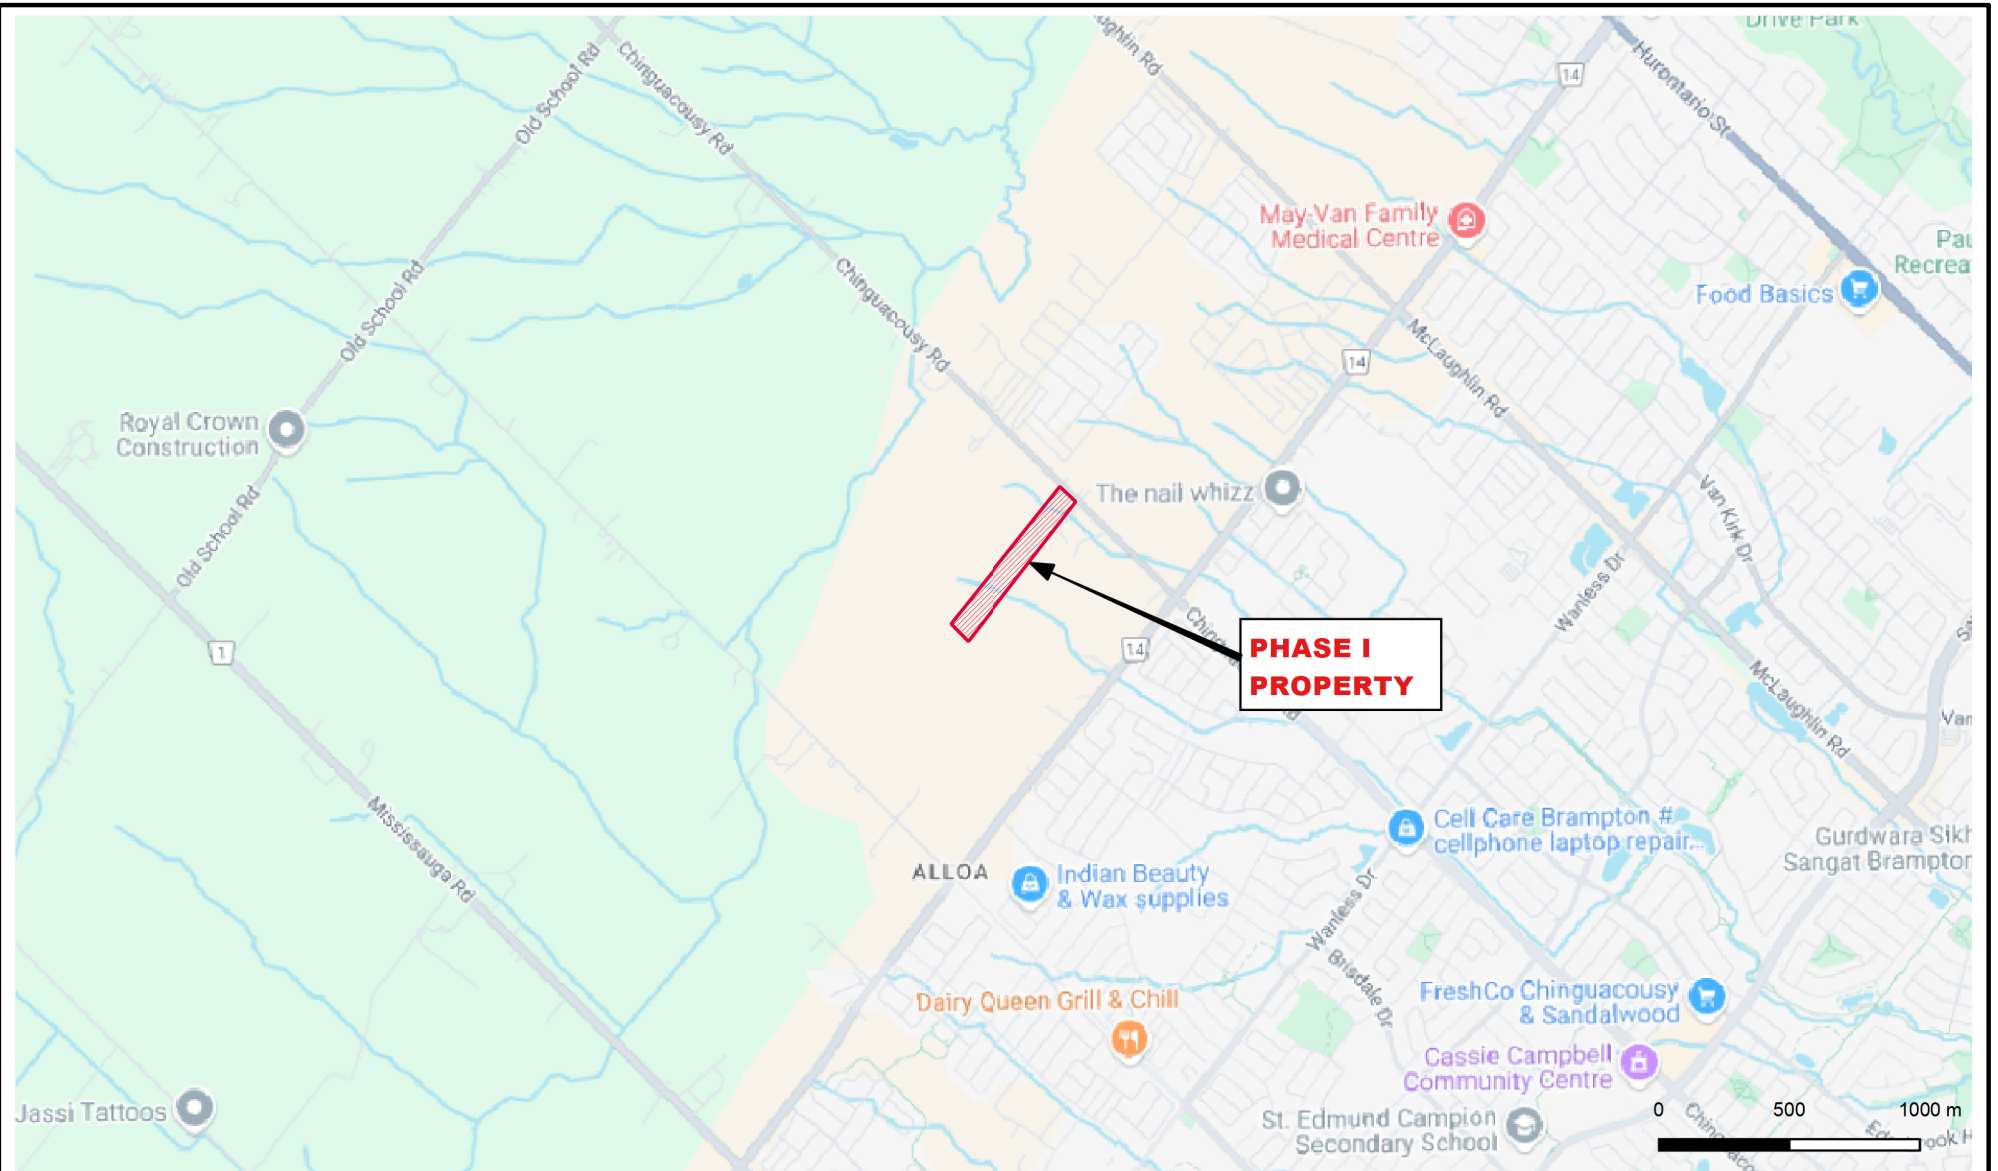 Drive Park
ughlin Rd
Old School Rd
Chinguacousy Rd
14
Hurontario St
May-Van Family
Medical Centre
Pau
Recrea
Food Basics
Old School Rd
Chinguacousy Rd
14
McLaughlin Rd
Royal Crown
Construction
The nail whizz
Old School Rd
Van Kirk Dr
Wanless Dr
1
14
PHASE I
PROPERTY
McLaughlin Rd
Van
Mississauga Rd
ALLOA
Indian Beauty
& Wax supplies
Cell Care Brampton #
cellphone laptop repair...
Gurdwara Sikh
Sangat Brampton
Wanless Dr
Brisdale Dr
Dairy Queen Grill & Chill
FreshCo Chinguacousy
& Sandalwood
Cassie Campbell
Community Centre
Jassi Tattoos
St. Edmund Campion
Secondary School
0 500 1000 m